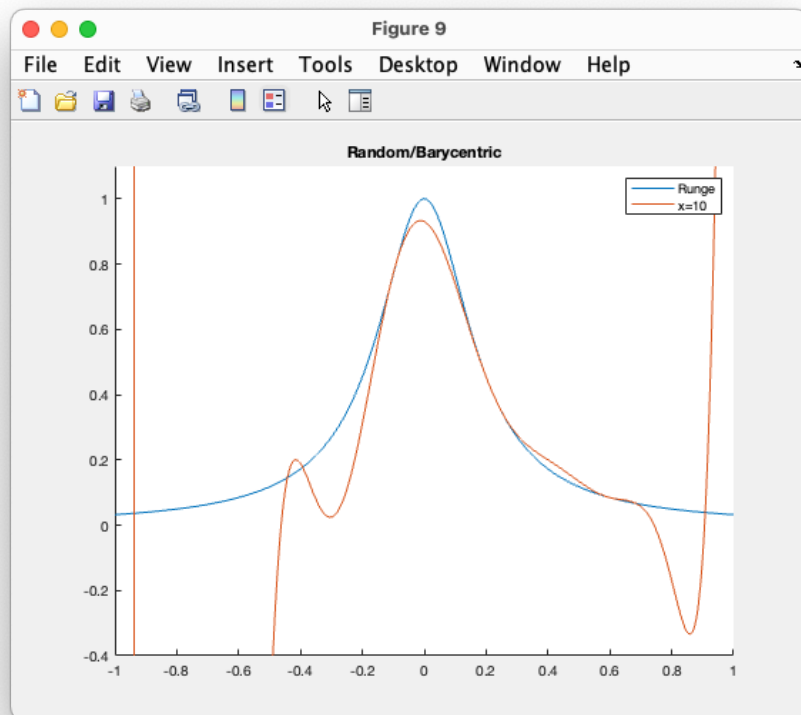 Figure 9
File Edit View Insert Tools Desktop Window Help
Random/Barycentric
Runge
x=10
1
0.8
0.6
0.4
0.2
0
-0.2
-0.4
-1 -0.8 -0.6 -0.4 -0.2 0 0.2 0.4 0.6 0.8 1